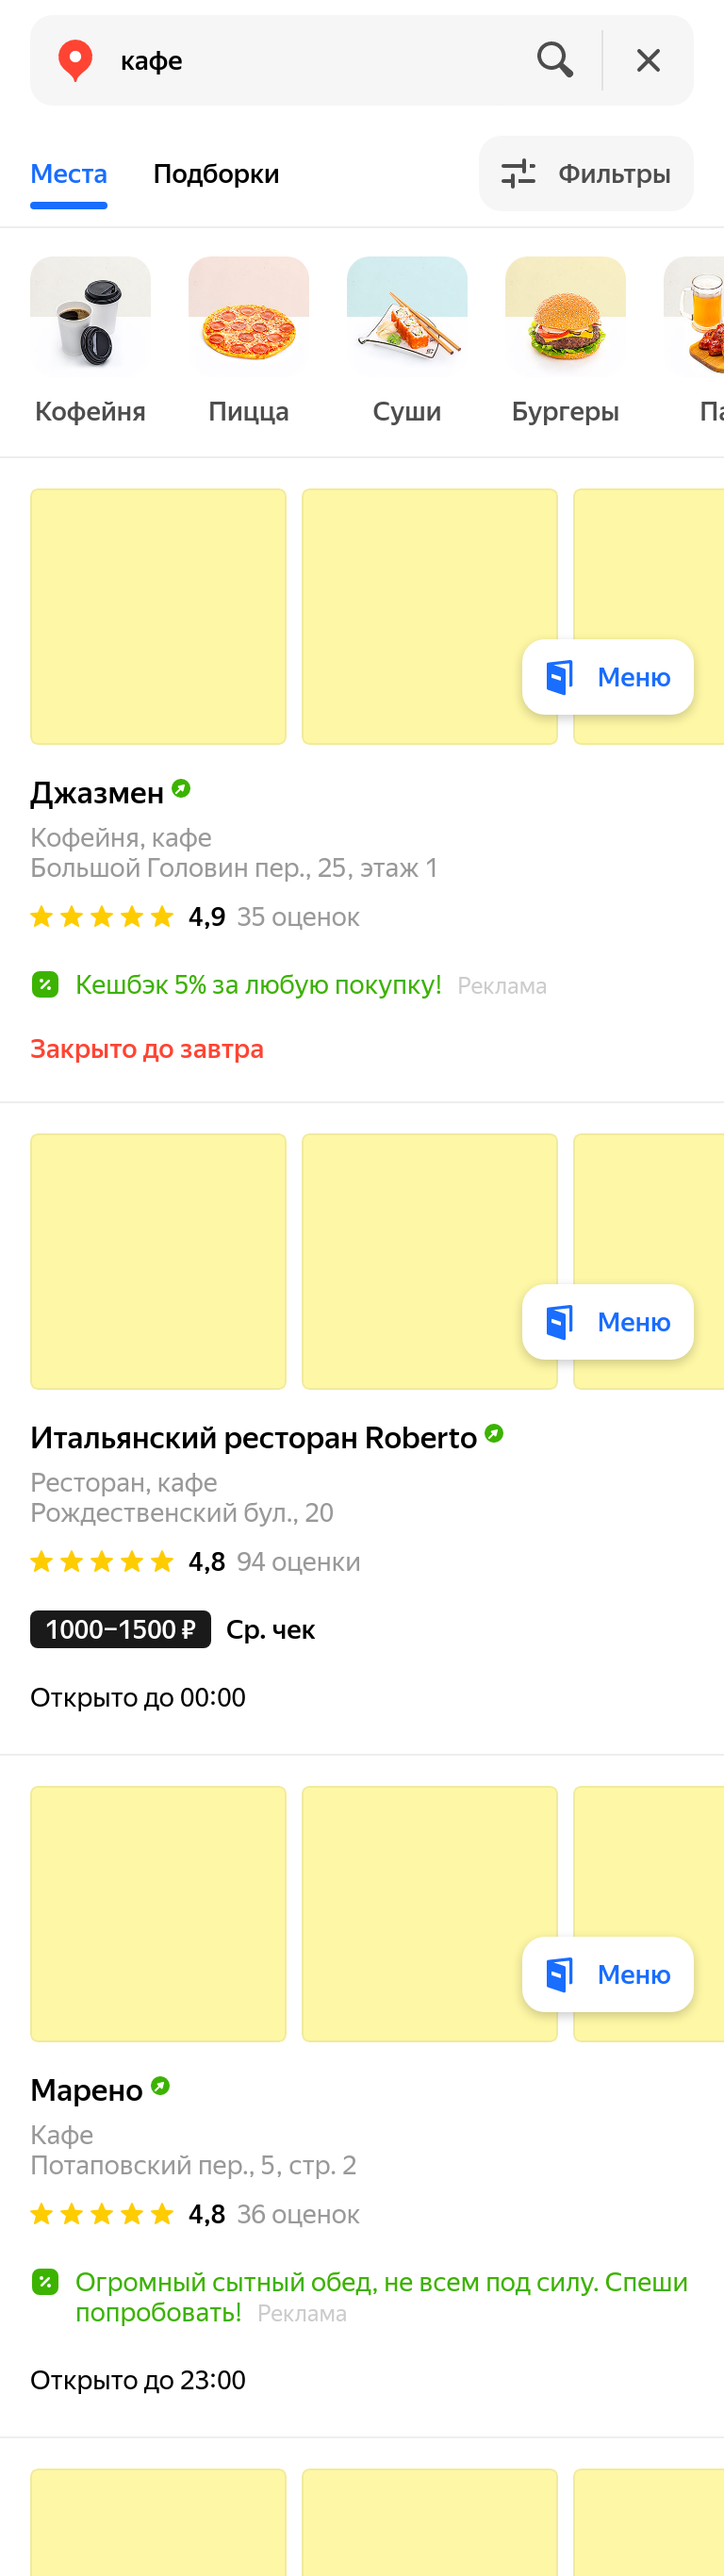 кафе
Места
Подборки
Фильтры
Кофейня
Пицца
Суши
Бургеры
Меню
Джазмен
Кофейня, кафе
Большой Головин пер., 25, этаж 1
4,9 35 оценок
Кешбэк 5% за любую покупку! Реклама
Закрыто до завтра
Меню
Итальянский ресторан Roberto
Ресторан, кафе
Рождественский бул., 20
4,8 94 оценки
1000–1500 ₽ Ср. чек
Открыто до 00:00
Меню
Марено
Кафе
Потаповский пер., 5, стр. 2
4,8 36 оценок
Огромный сытный обед, не всем под силу. Спеши
попробовать! Реклама
Открыто до 23:00